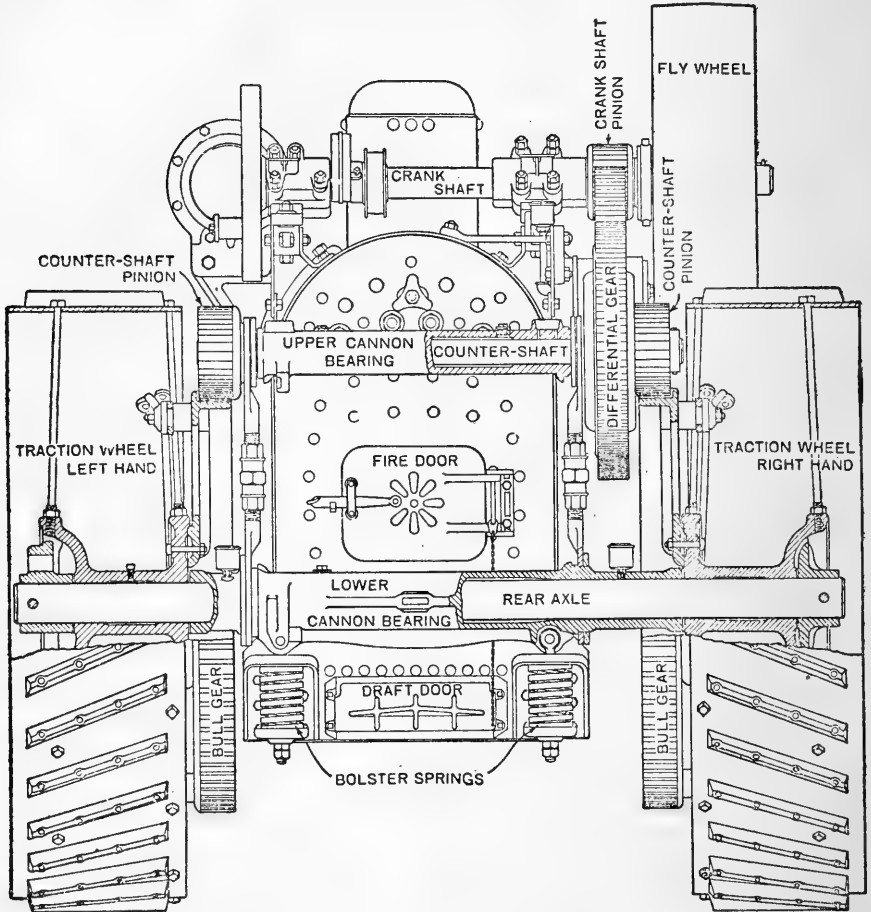 FLY WHEEL
CRANK SHAFT
PINION
CRANK
SHAFT
COUNTER-SHAFT
PINION
COUNTER-SHAFT
PINION
UPPER CANNON
BEARING
COUNTER-SHAFT
DIFFERENTIAL GEAR
TRACTION WHEEL
LEFT HAND
FIRE DOOR
TRACTION WHEEL
RIGHT HAND
LOWER
CANNON BEARING
REAR AXLE
BULL GEAR
DRAFT DOOR
BULL GEAR
BOLSTER SPRINGS